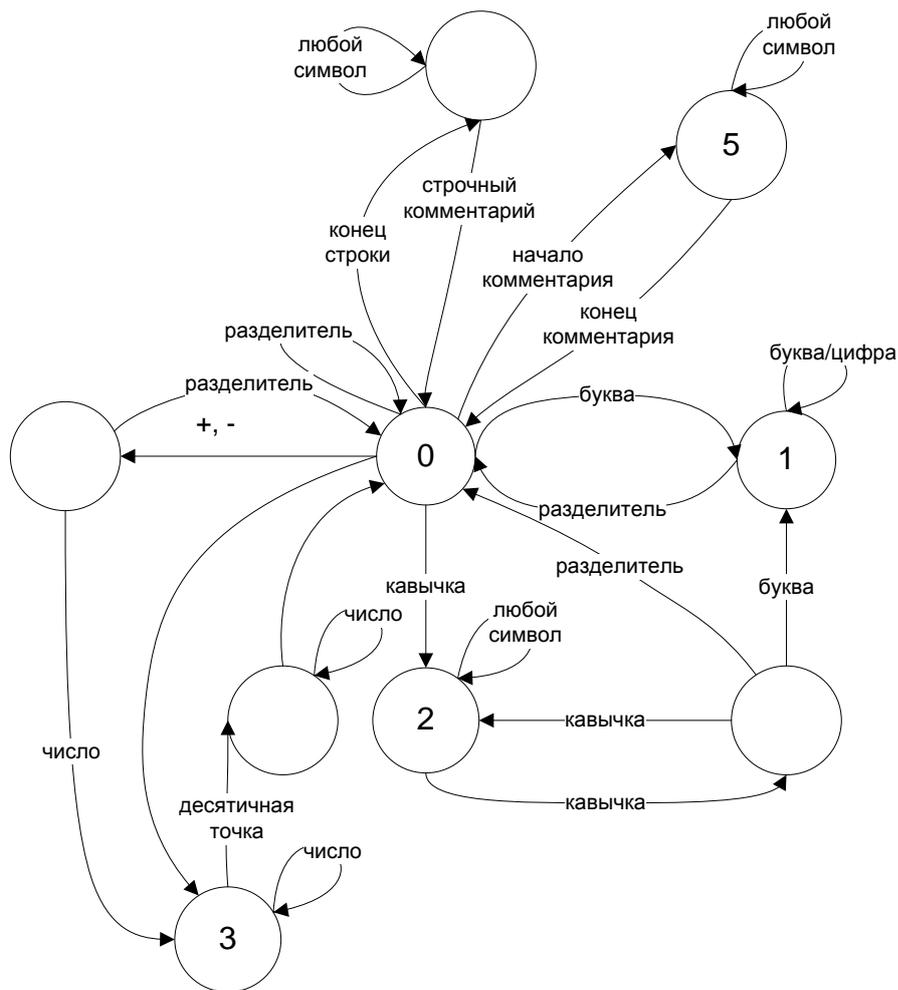 любой
символ
любой
символ
5
строчный
комментарий
конец
строки
начало
комментария
конец
комментария
разделитель
разделитель
+, -
буква/цифра
буква
0
1
разделитель
разделитель
кавычка
буква
число
любой
символ
2
кавычка
число
десятичная
точка
кавычка
число
3